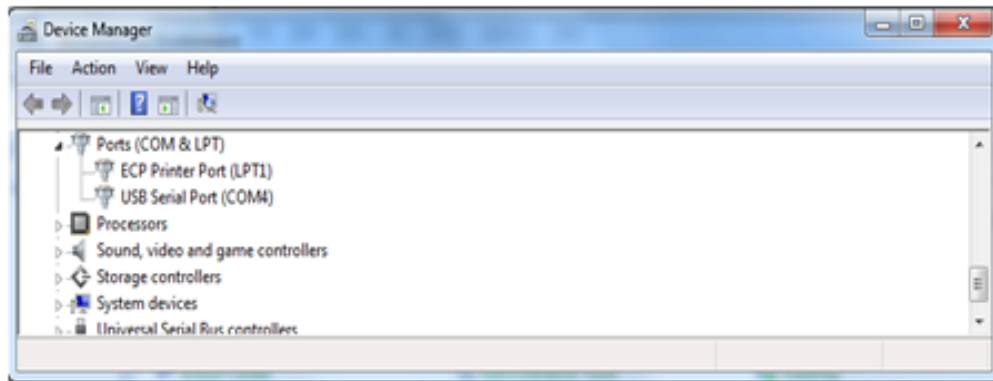 Device Manager
File Action View Help
Ports (COM & LPT)
ECP Printer Port (LPT1)
USB Serial Port (COM4)
Processors
Sound, video and game controllers
Storage controllers
System devices
Universal Serial Bus controllers